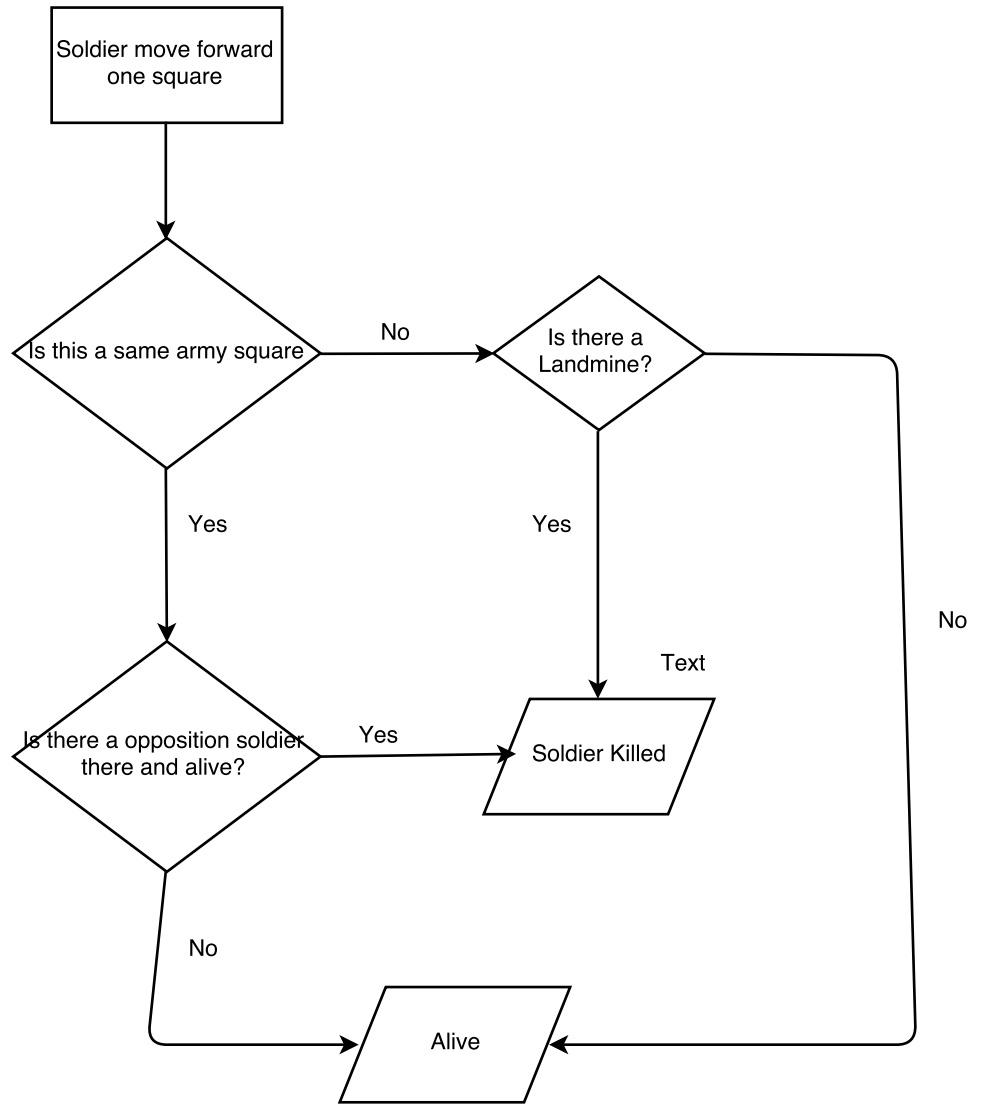 Soldier move forward
one square
Is this a same army square
No
Is there a
Landmine?
Yes
Yes
No
Text
Is there a opposition soldier
there and alive?
Yes
Soldier Killed
No
Alive